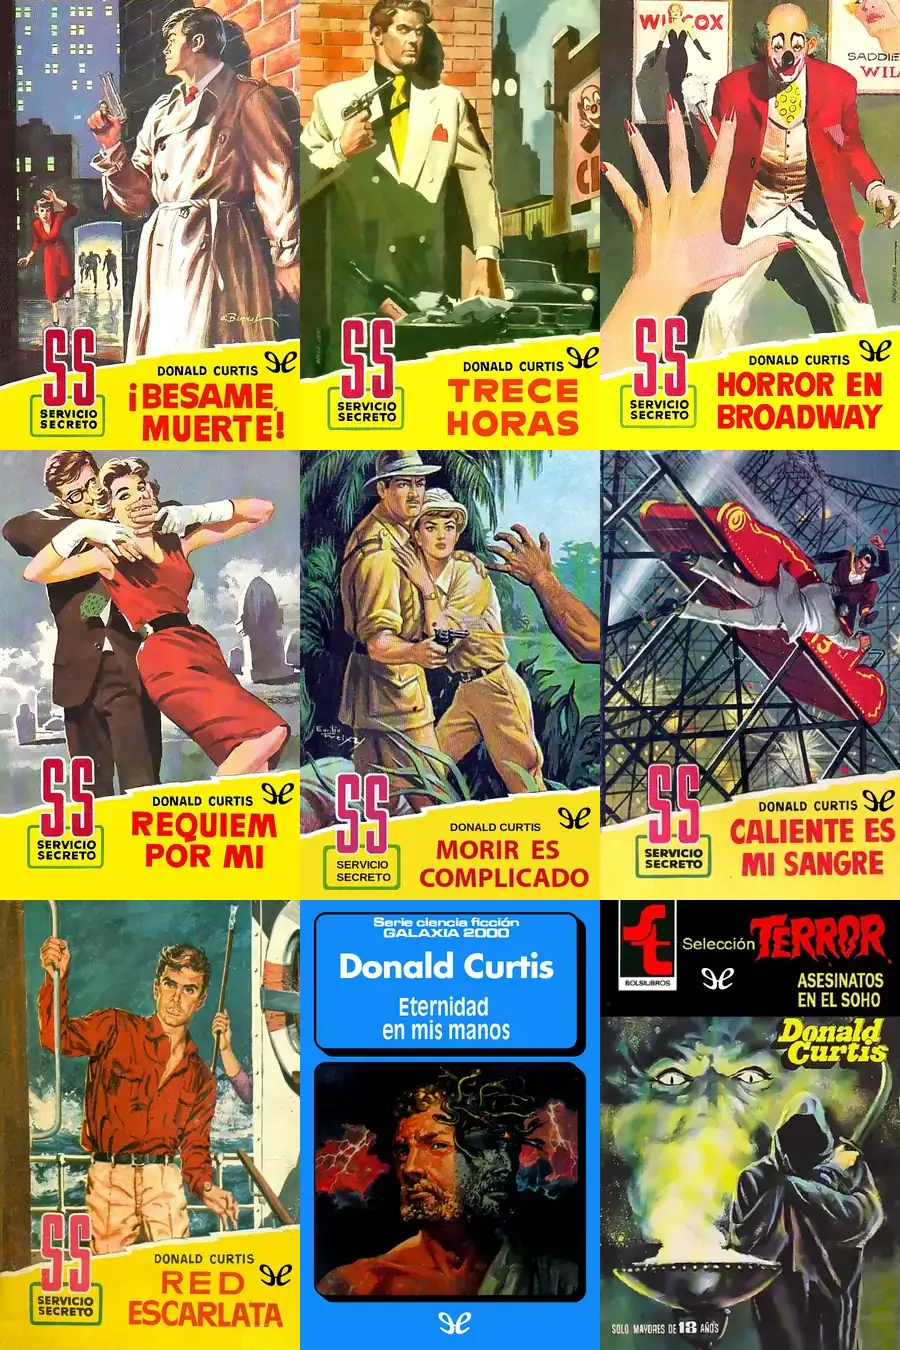 SS
SERVICIO
SECRETO
DONALD CURTIS
¡BESAME,
MUERTE!
SS
SERVICIO
SECRETO
DONALD CURTIS
TRECE
HORAS
WILCOX
SADDIE
WIL
SS
SERVICIO
SECRETO
DONALD CURTIS
HORROR EN
BROADWAY
SS
SERVICIO
SECRETO
DONALD CURTIS
REQUIEM
POR MI
Emilio
Freixas
SS
SERVICIO
SECRETO
DONALD CURTIS
MORIR ES
COMPLICADO
SS
SERVICIO
SECRETO
DONALD CURTIS
CALIENTE ES
MI SANGRE
SS
SERVICIO
SECRETO
DONALD CURTIS
RED
ESCARLATA
Serie ciencia ficción
GALAXIA 2000
Donald Curtis
Eternidad
en mis manos
BOLSILIBROS
Selección TERROR
ASESINATOS
EN EL SOHO
Donald
Curtis
SOLO MAYORES DE 18 AÑOS